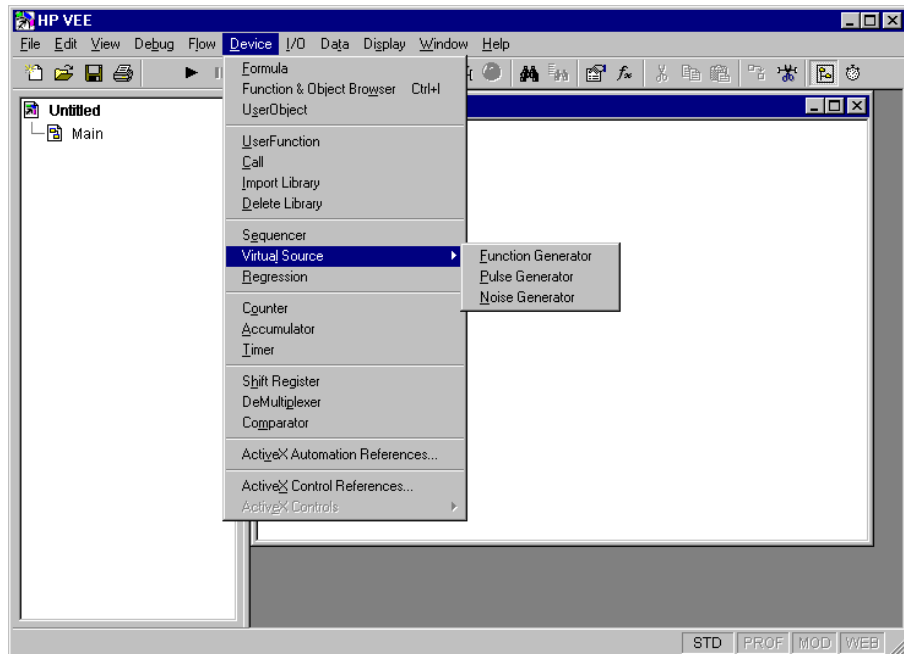 HP VEE
File Edit View Debug Flow Device I/O Data Display Window Help
Untitled
Main
Formula
Function & Object Browser Ctrl+I
UserObject
UserFunction
Call
Import Library
Delete Library
Sequencer
Virtual Source
Regression
Counter
Accumulator
Timer
Shift Register
DeMultiplexer
Comparator
ActiveX Automation References...
ActiveX Control References...
ActiveX Controls
Function Generator
Pulse Generator
Noise Generator
STD PROF MOD WEB